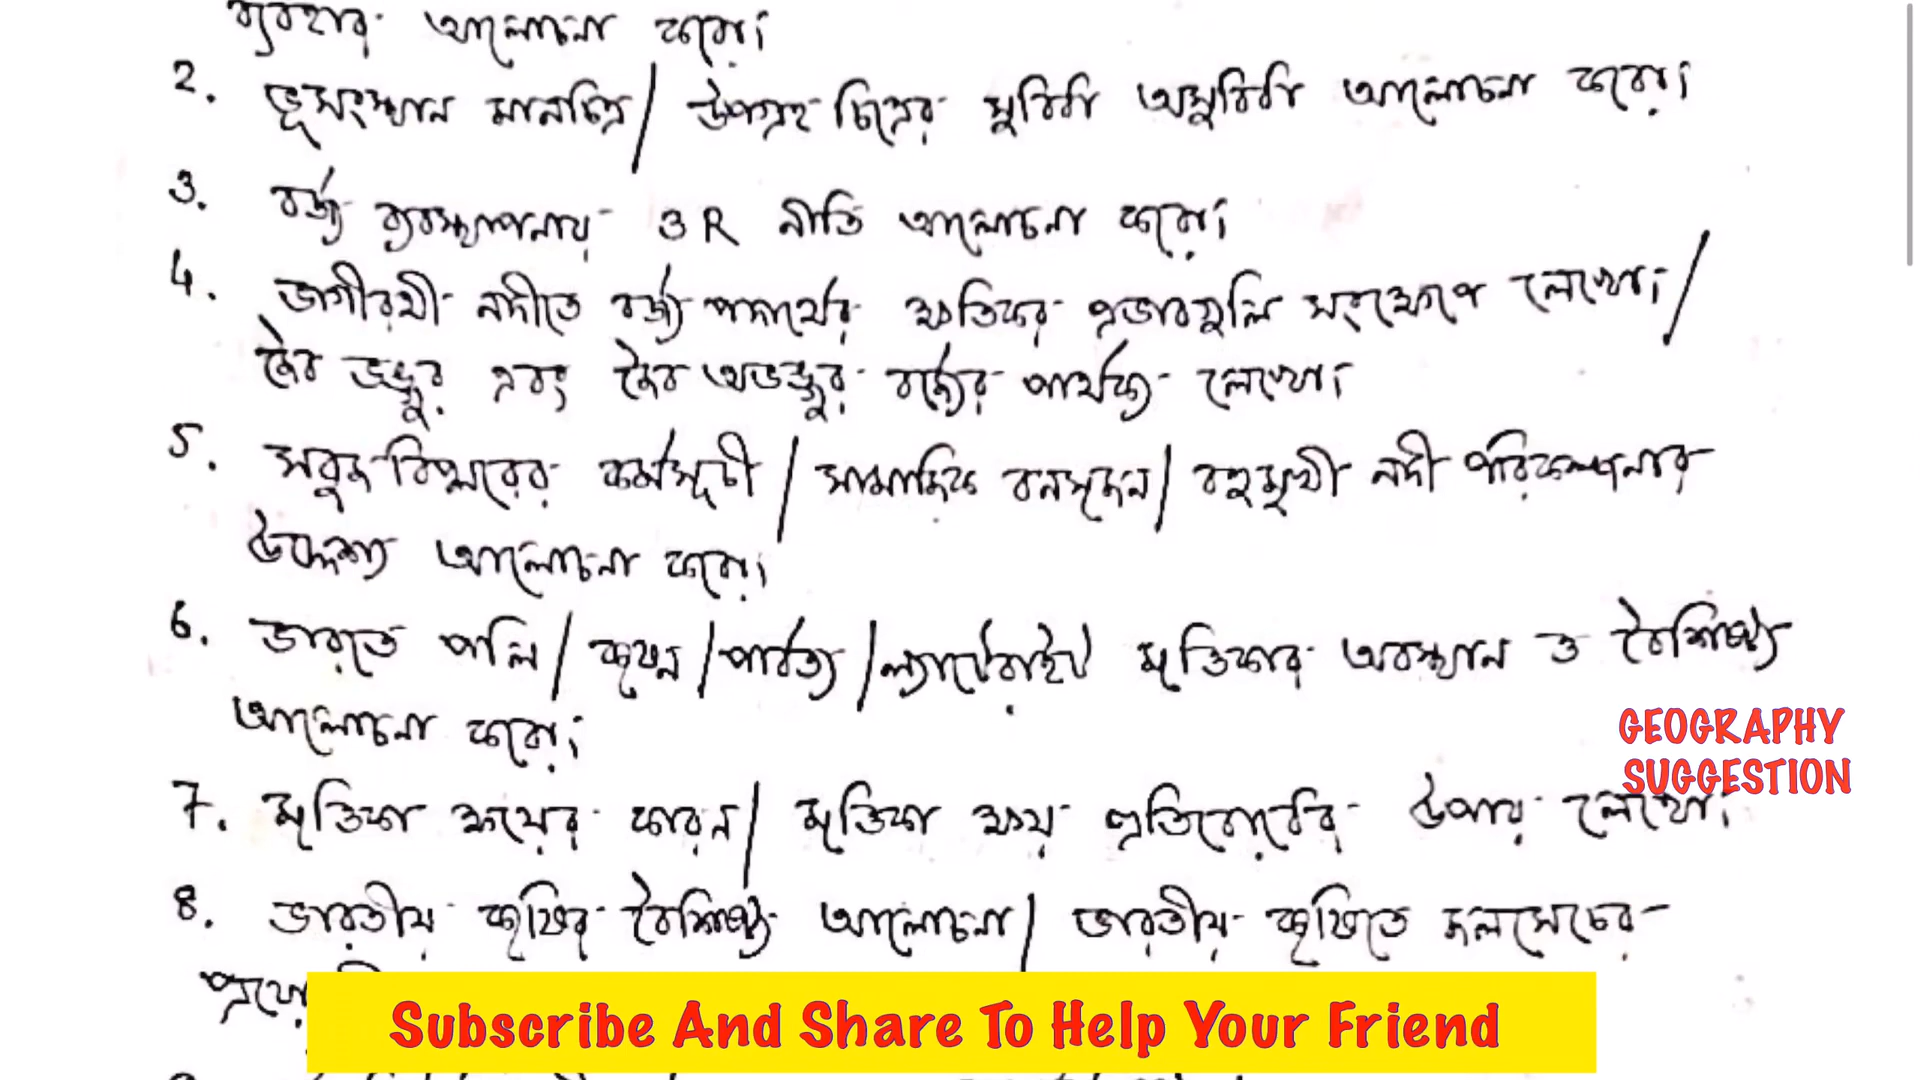 ব্যবহার আলোচনা করো।
2. ভূসংস্থান মানচিত্র / উপগ্রহ চিত্রের সুবিধা অসুবিধা আলোচনা করো।
3. বর্জ্য ব্যবস্থাপনায় 3R নীতি আলোচনা করো।
4. ভাগীরথী নদীতে বর্জ্য পদার্থের ক্ষতিকর প্রভাবগুলি সংক্ষেপে লেখো। /
জৈব ভঙ্গুর এবং জৈব অভঙ্গুর বর্জ্যের পার্থক্য লেখো।
5. সবুজ বিপ্লবের কর্মসূচী / সামাজিক বনসৃজন / বহুমুখী নদী পরিকল্পনার
উদ্দেশ্য আলোচনা করো।
6. ভারতে পলি / কৃষ্ণ / পার্বত্য / ল্যাটেরাইট মৃত্তিকার অবস্থান ও বৈশিষ্ট্য
আলোচনা করো।
GEOGRAPHY
SUGGESTION
7. মৃত্তিকা ক্ষয়ের কারন / মৃত্তিকা ক্ষয় প্রতিরোধের উপায় লেখো।
8. ভারতীয় কৃষির বৈশিষ্ট্য আলোচনা / ভারতীয় কৃষিতে জলসেচের
Subscribe And Share To Help Your Friend